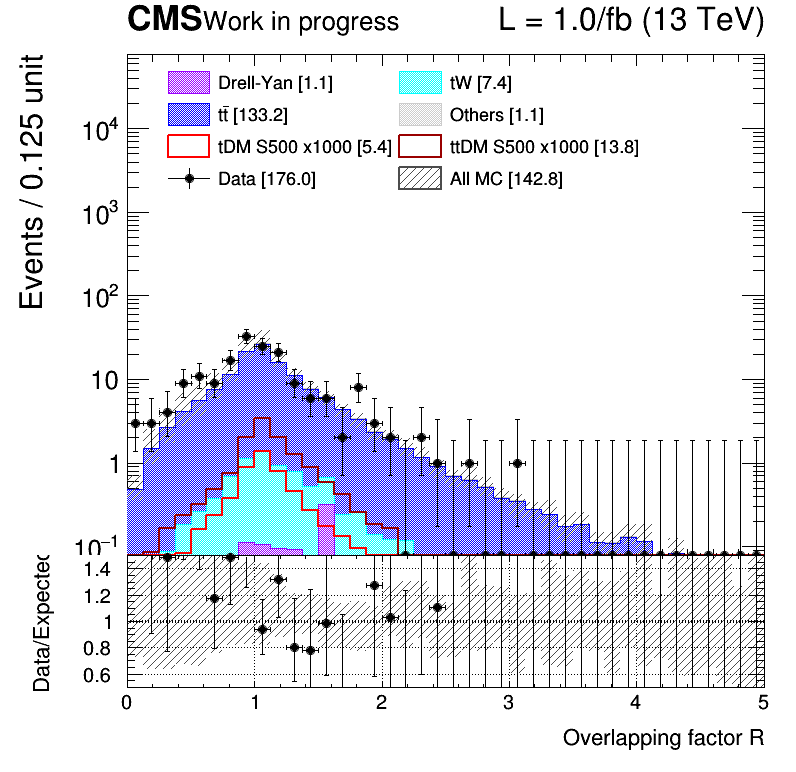 CMS Work in progress L = 1.0/fb (13 TeV)
Events / 0.125 unit
Drell-Yan [1.1] tW [7.4]
tt̄ [133.2] Others [1.1]
tDM S500 x1000 [5.4] ttDM S500 x1000 [13.8]
Data [176.0] All MC [142.8]
10⁴
10³
10²
10
1
10⁻¹
Data/Expected
1.4
1.2
1
0.8
0.6
0 1 2 3 4 5
Overlapping factor R